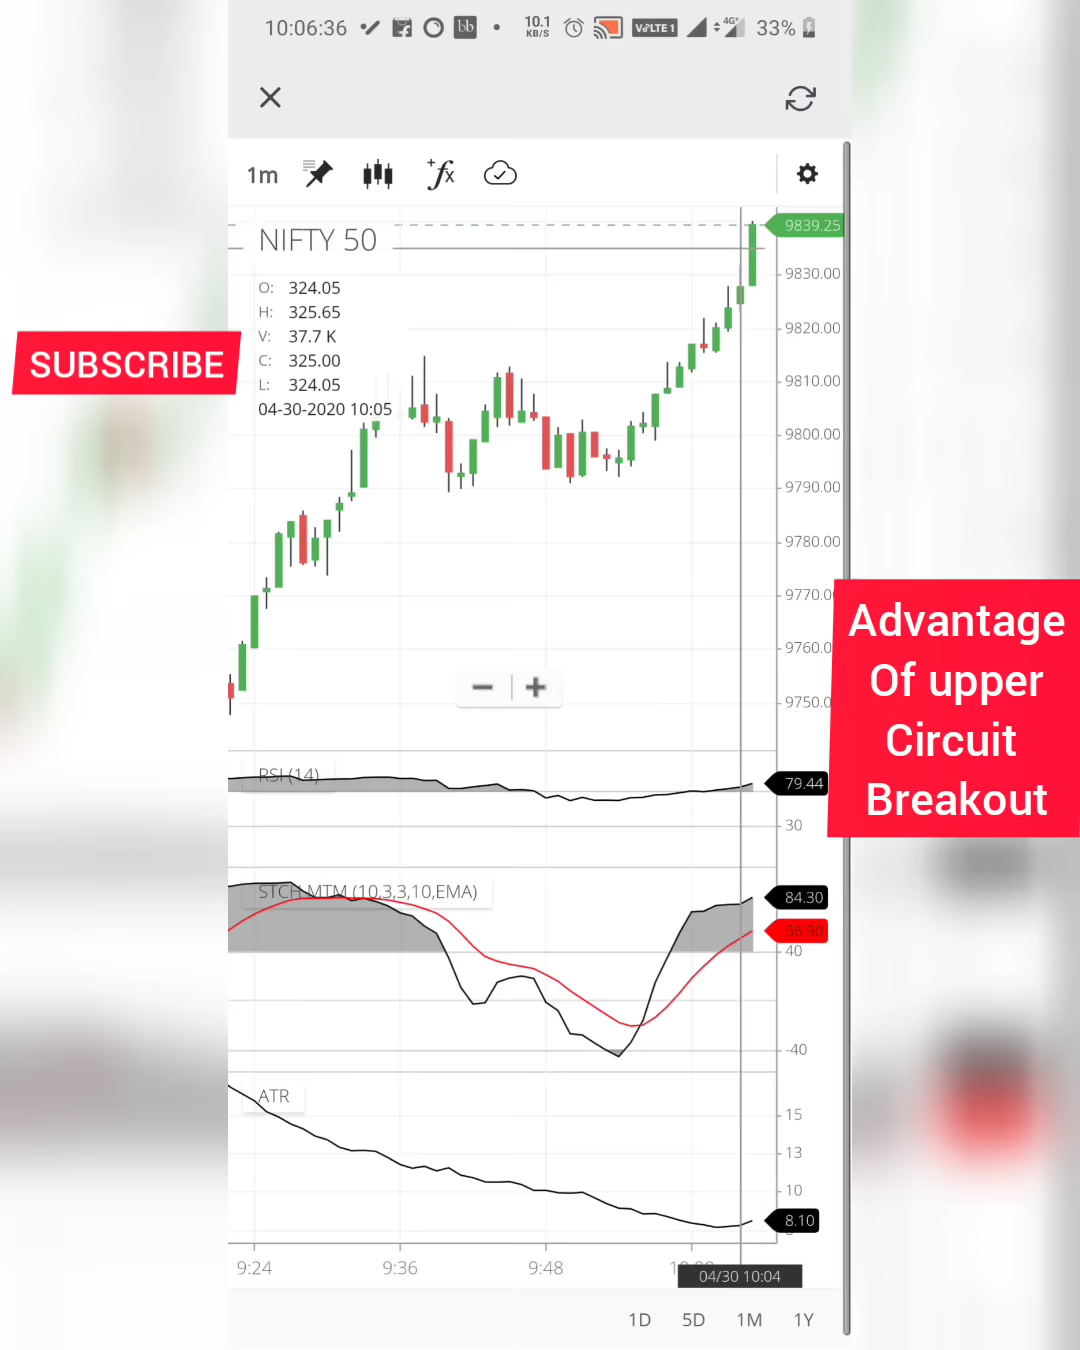 10:06:36
bb
10.1
KB/S
VoLTE 1
4G+
33%
1m
+fx
NIFTY 50
9839.25
9830.00
O: 324.05
H: 325.65
9820.00
V: 37.7 K
C: 325.00
SUBSCRIBE
L: 324.05
9810.00
04-30-2020 10:05
9800.00
9790.00
9780.00
9770.0
Advantage
Of upper
Circuit
Breakout
9760.0
9750.0
RSI (14)
79.44
30
STCH MTM (10,3,3,10,EMA)
84.30
56.90
40
-40
ATR
15
13
10
8.10
9:24
9:36
9:48
04/30 10:04
1D
5D
1M
1Y